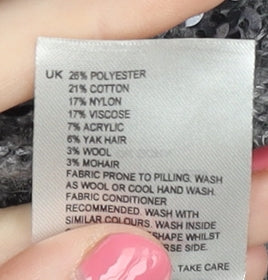 UK 26% POLYESTER
21% COTTON
17% NYLON
17% VISCOSE
7% ACRYLIC
6% YAK HAIR
3% WOOL
3% MOHAIR
FABRIC PRONE TO PILLING. WASH
AS WOOL OR COOL HAND WASH.
FABRIC CONDITIONER
RECOMMENDED. WASH WITH
SIMILAR COLOURS. WASH INSIDE
SHAPE WHILST
SIDE.
TAKE CARE